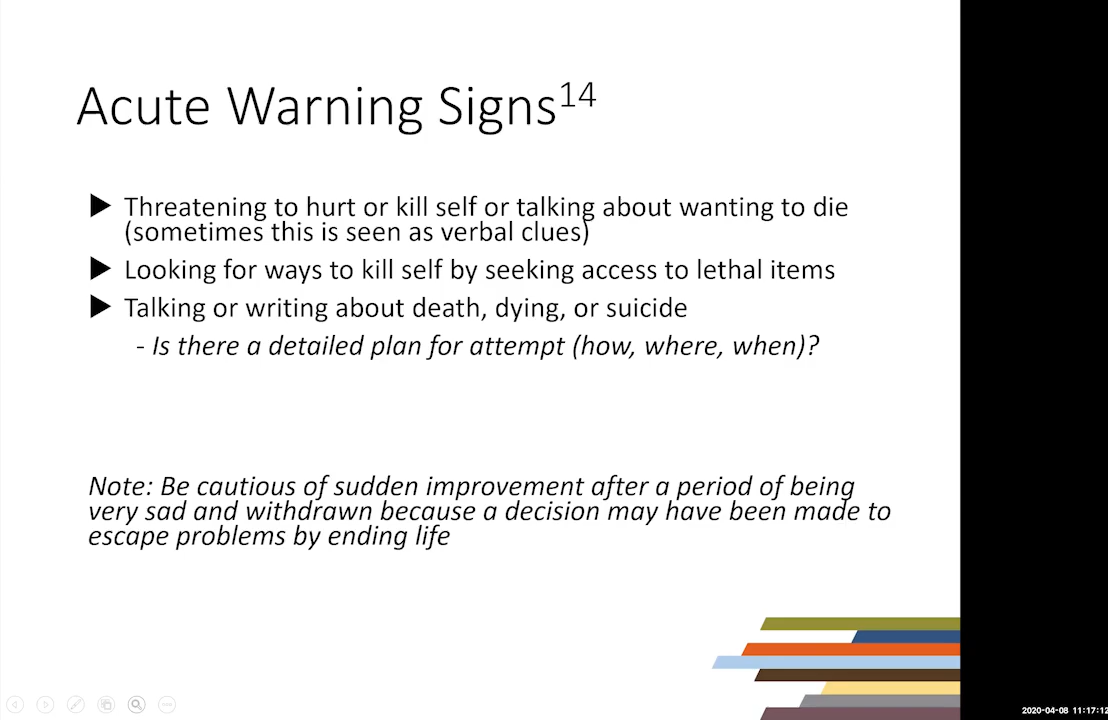 Acute Warning Signs14
Threatening to hurt or kill self or talking about wanting to die
(sometimes this is seen as verbal clues)
Looking for ways to kill self by seeking access to lethal items
Talking or writing about death, dying, or suicide
- Is there a detailed plan for attempt (how, where, when)?
Note: Be cautious of sudden improvement after a period of being
very sad and withdrawn because a decision may have been made to
escape problems by ending life
2020-04-08 11:17:12